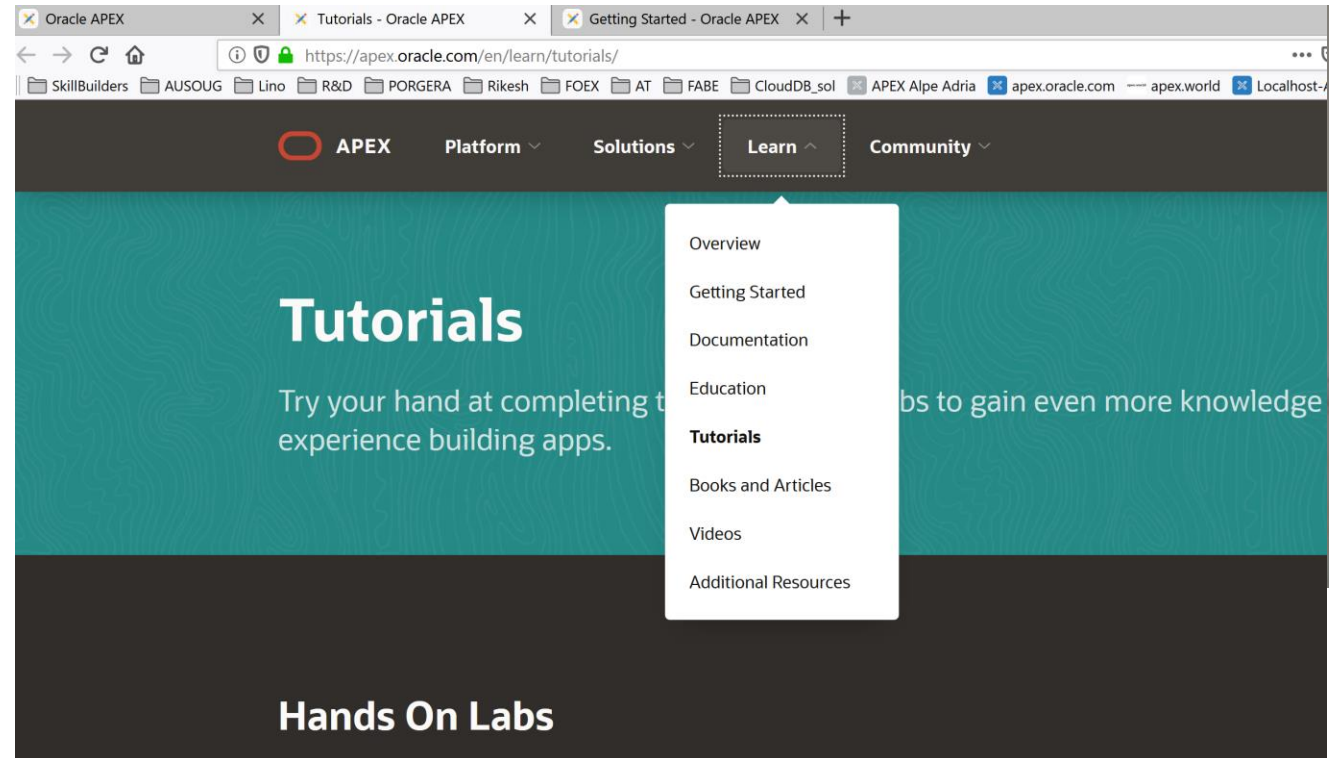 Oracle APEX
Tutorials - Oracle APEX
Getting Started - Oracle APEX
https://apex.oracle.com/en/learn/tutorials/
SkillBuilders AUSOUG Lino R&D PORGERA Rikesh FOEX AT FABE CloudDB_sol APEX Alpe Adria apex.oracle.com apex.world Localhost-
APEX Platform Solutions Learn Community
Overview
Getting Started
Documentation
Education
Tutorials
Books and Articles
Videos
Additional Resources
Tutorials
Try your hand at completing t bs to gain even more knowledge
experience building apps.
Hands On Labs